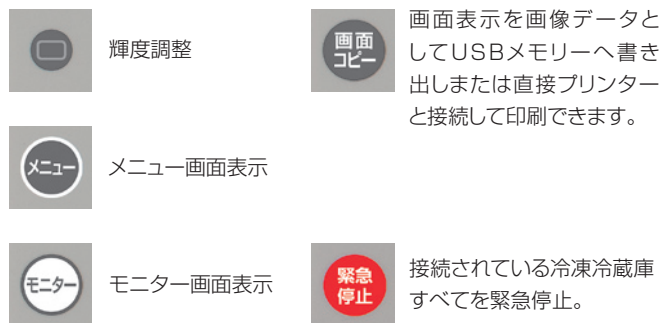 輝度調整
メニュー
メニュー画面表示
モニター
モニター画面表示
画面
コピー
画面表示を画像データと
してUSBメモリーへ書き
出しまたは直接プリンター
と接続して印刷できます。
緊急
停止
接続されている冷凍冷蔵庫
すべてを緊急停止。